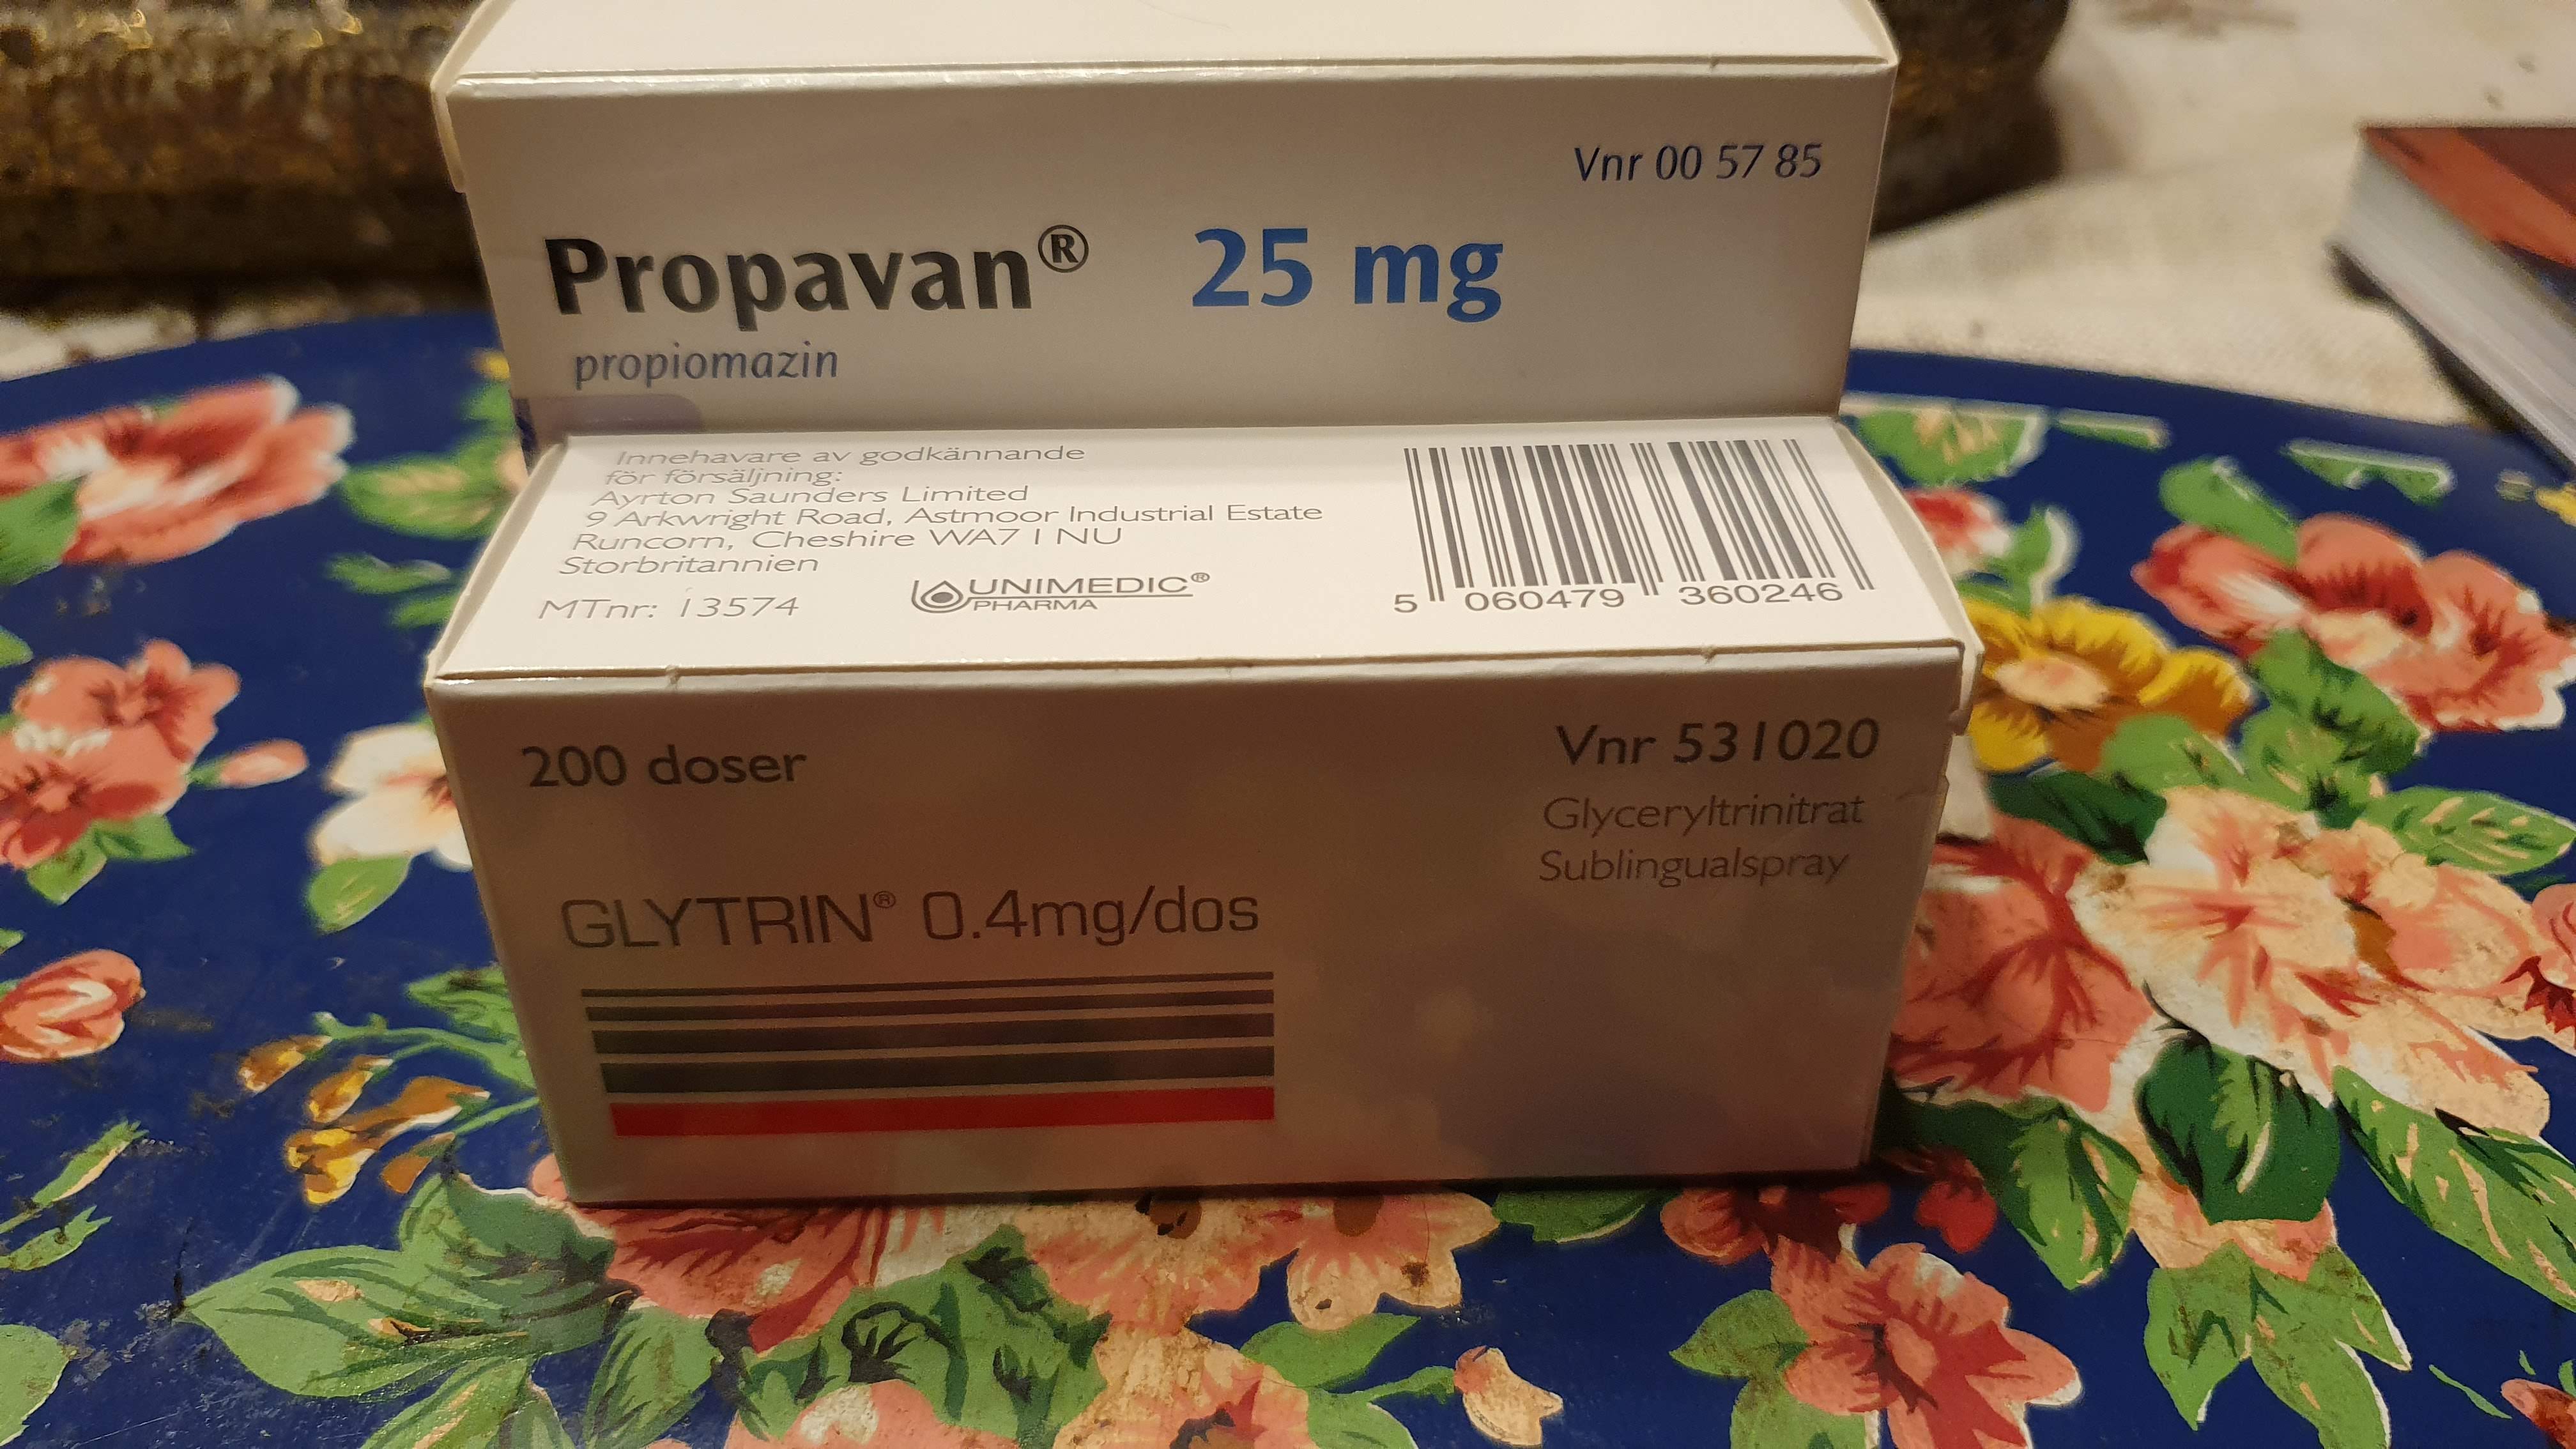 Vnr 00 57 85
Propavan® 25 mg
propiomazin
Innehavare av godkännande
för försäljning:
Ayrton Saunders Limited
9 Arkwright Road, Astmoor Industrial Estate
Runcorn, Cheshire WA7 1NU
Storbritannien
MTnr: 13574
UNIMEDIC®
PHARMA
5 060479 360246
200 doser
Vnr 531020
Glyceryltrinitrat
Sublingualspray
GLYTRIN® 0.4mg/dos